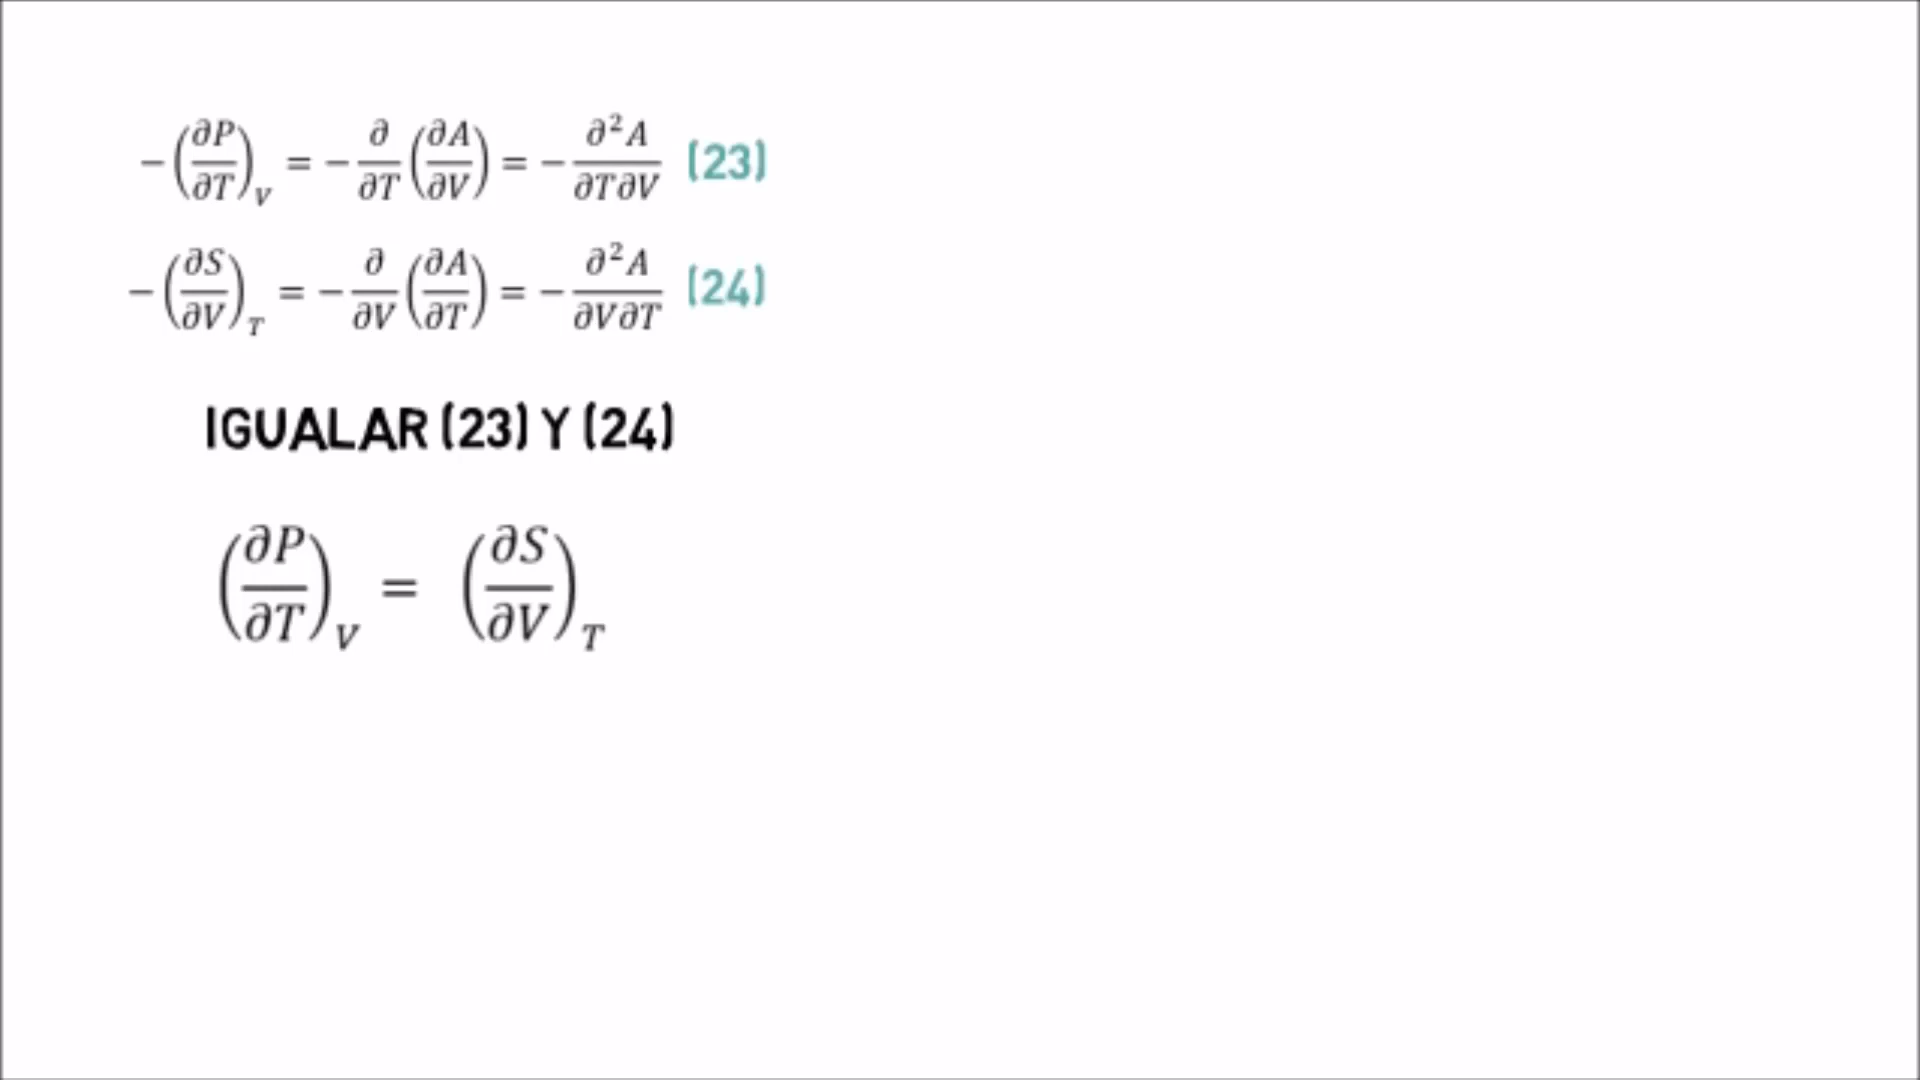 −(∂P/∂T)_V = −∂/∂T (∂A/∂V) = −∂²A/∂T∂V (23)
−(∂S/∂V)_T = −∂/∂V (∂A/∂T) = −∂²A/∂V∂T (24)
IGUALAR (23) Y (24)
(∂P/∂T)_V = (∂S/∂V)_T